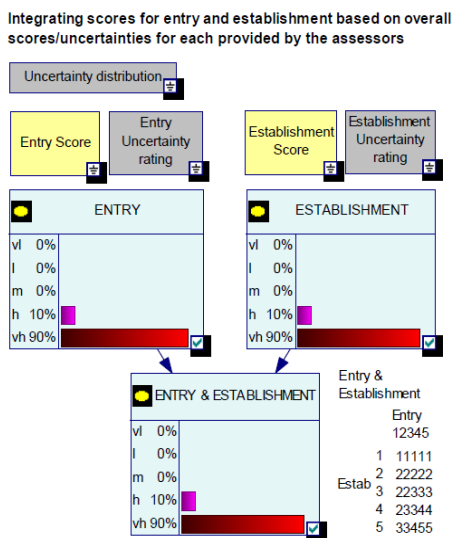 Integrating scores for entry and establishment based on overall
scores/uncertainties for each provided by the assessors
Uncertainty distribution
Entry Score
Entry
Uncertainty
rating
Establishment
Score
Establishment
Uncertainty
rating
ENTRY
vl 0%
l 0%
m 0%
h 10%
vh 90%
ESTABLISHMENT
vl 0%
l 0%
m 0%
h 10%
vh 90%
ENTRY & ESTABLISHMENT
vl 0%
l 0%
m 0%
h 10%
vh 90%
Entry &
Establishment
Entry
12345
Estab
1 11111
2 22222
3 22333
4 23344
5 33455